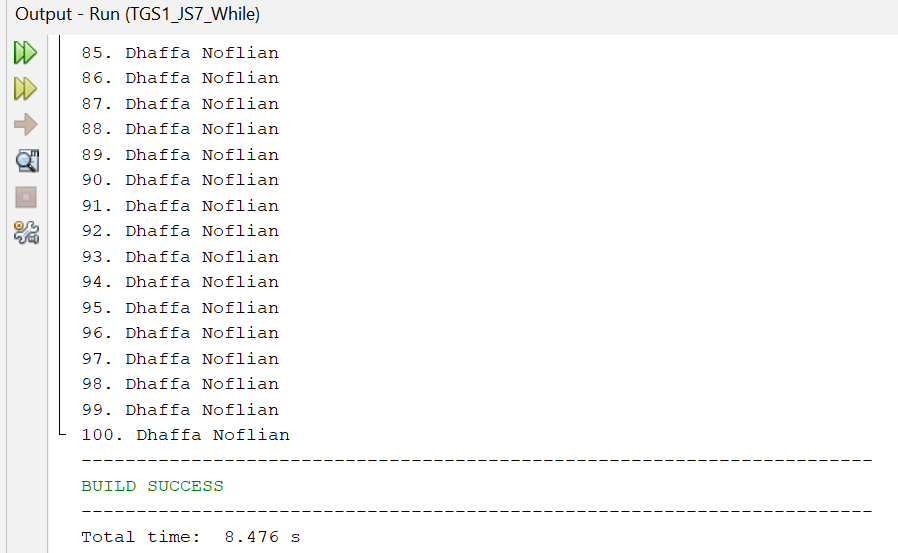 Output - Run (TGS1_JS7_While)
85. Dhaffa Noflian
86. Dhaffa Noflian
87. Dhaffa Noflian
88. Dhaffa Noflian
89. Dhaffa Noflian
90. Dhaffa Noflian
91. Dhaffa Noflian
92. Dhaffa Noflian
93. Dhaffa Noflian
94. Dhaffa Noflian
95. Dhaffa Noflian
96. Dhaffa Noflian
97. Dhaffa Noflian
98. Dhaffa Noflian
99. Dhaffa Noflian
100. Dhaffa Noflian
------------------------------------------------------------------------
BUILD SUCCESS
------------------------------------------------------------------------
Total time:  8.476 s